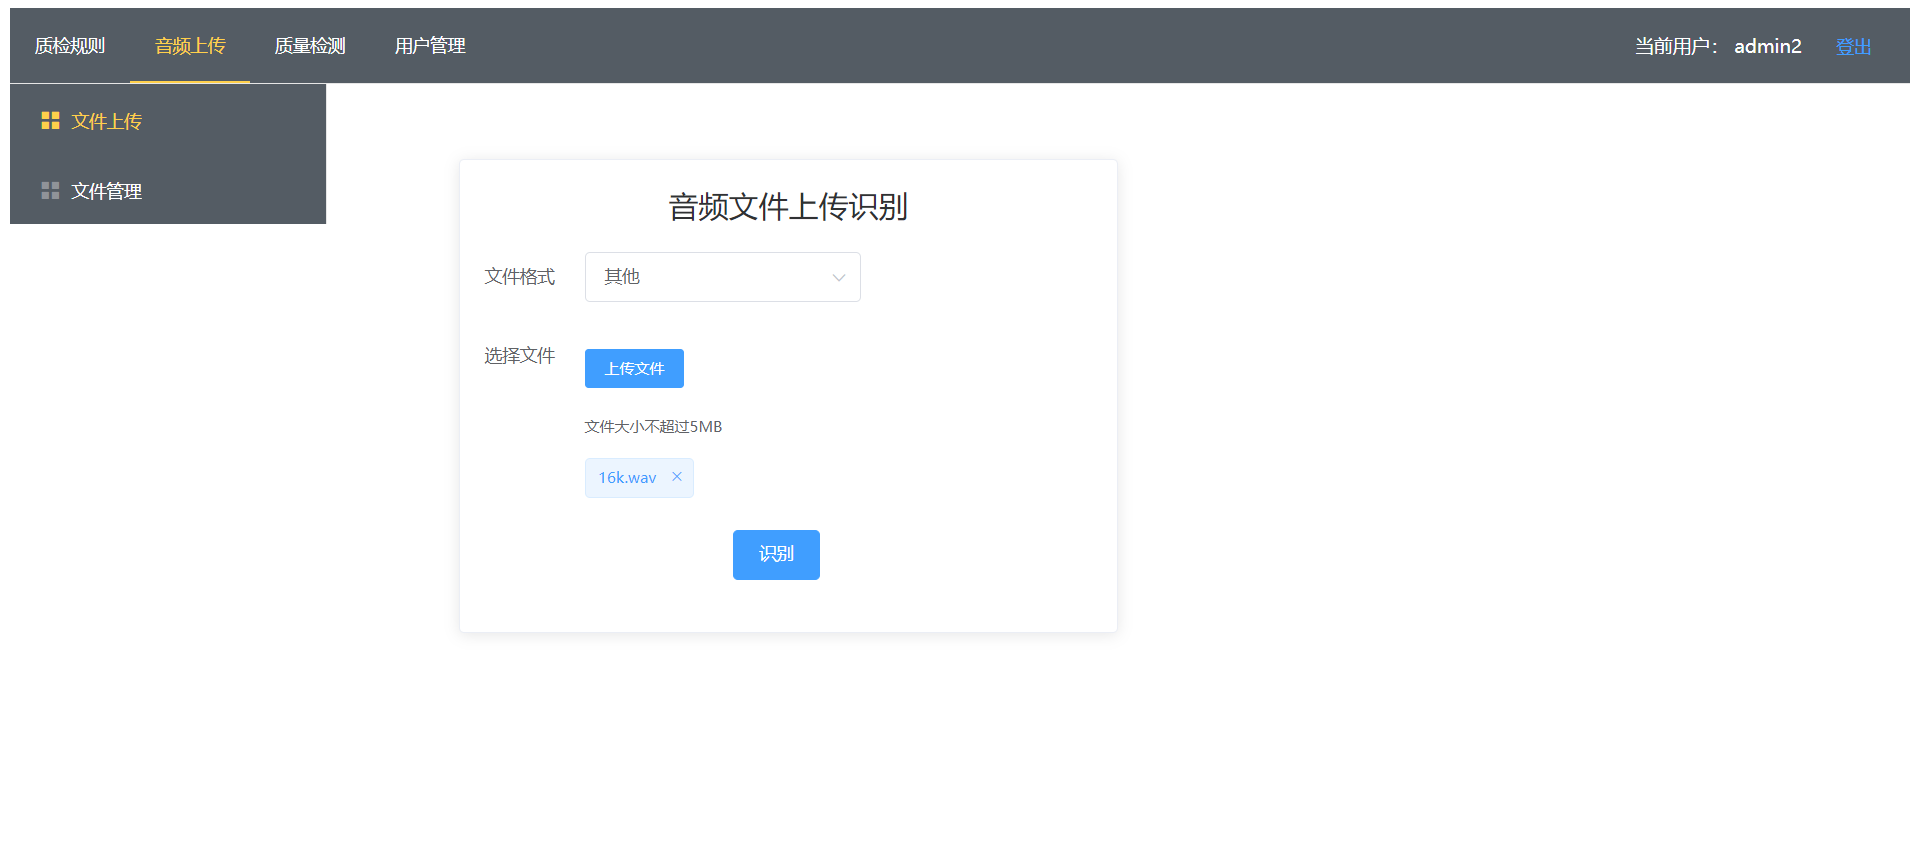 质检规则 音频上传 质量检测 用户管理 当前用户： admin2 登出
文件上传
文件管理
音频文件上传识别
文件格式 其他
选择文件 上传文件
文件大小不超过5MB
16k.wav ×
识别